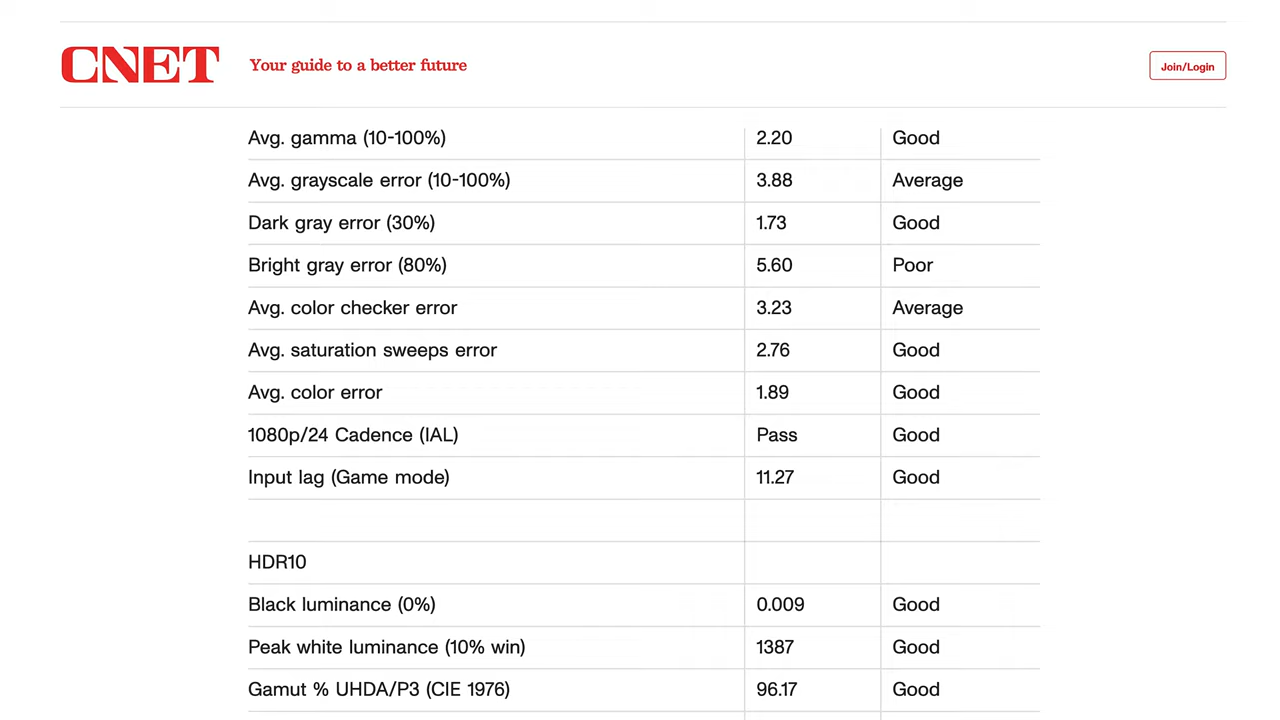 CNET Your guide to a better future Join/Login
Avg. gamma (10-100%) 2.20 Good
Avg. grayscale error (10-100%) 3.88 Average
Dark gray error (30%) 1.73 Good
Bright gray error (80%) 5.60 Poor
Avg. color checker error 3.23 Average
Avg. saturation sweeps error 2.76 Good
Avg. color error 1.89 Good
1080p/24 Cadence (IAL) Pass Good
Input lag (Game mode) 11.27 Good
HDR10
Black luminance (0%) 0.009 Good
Peak white luminance (10% win) 1387 Good
Gamut % UHDA/P3 (CIE 1976) 96.17 Good